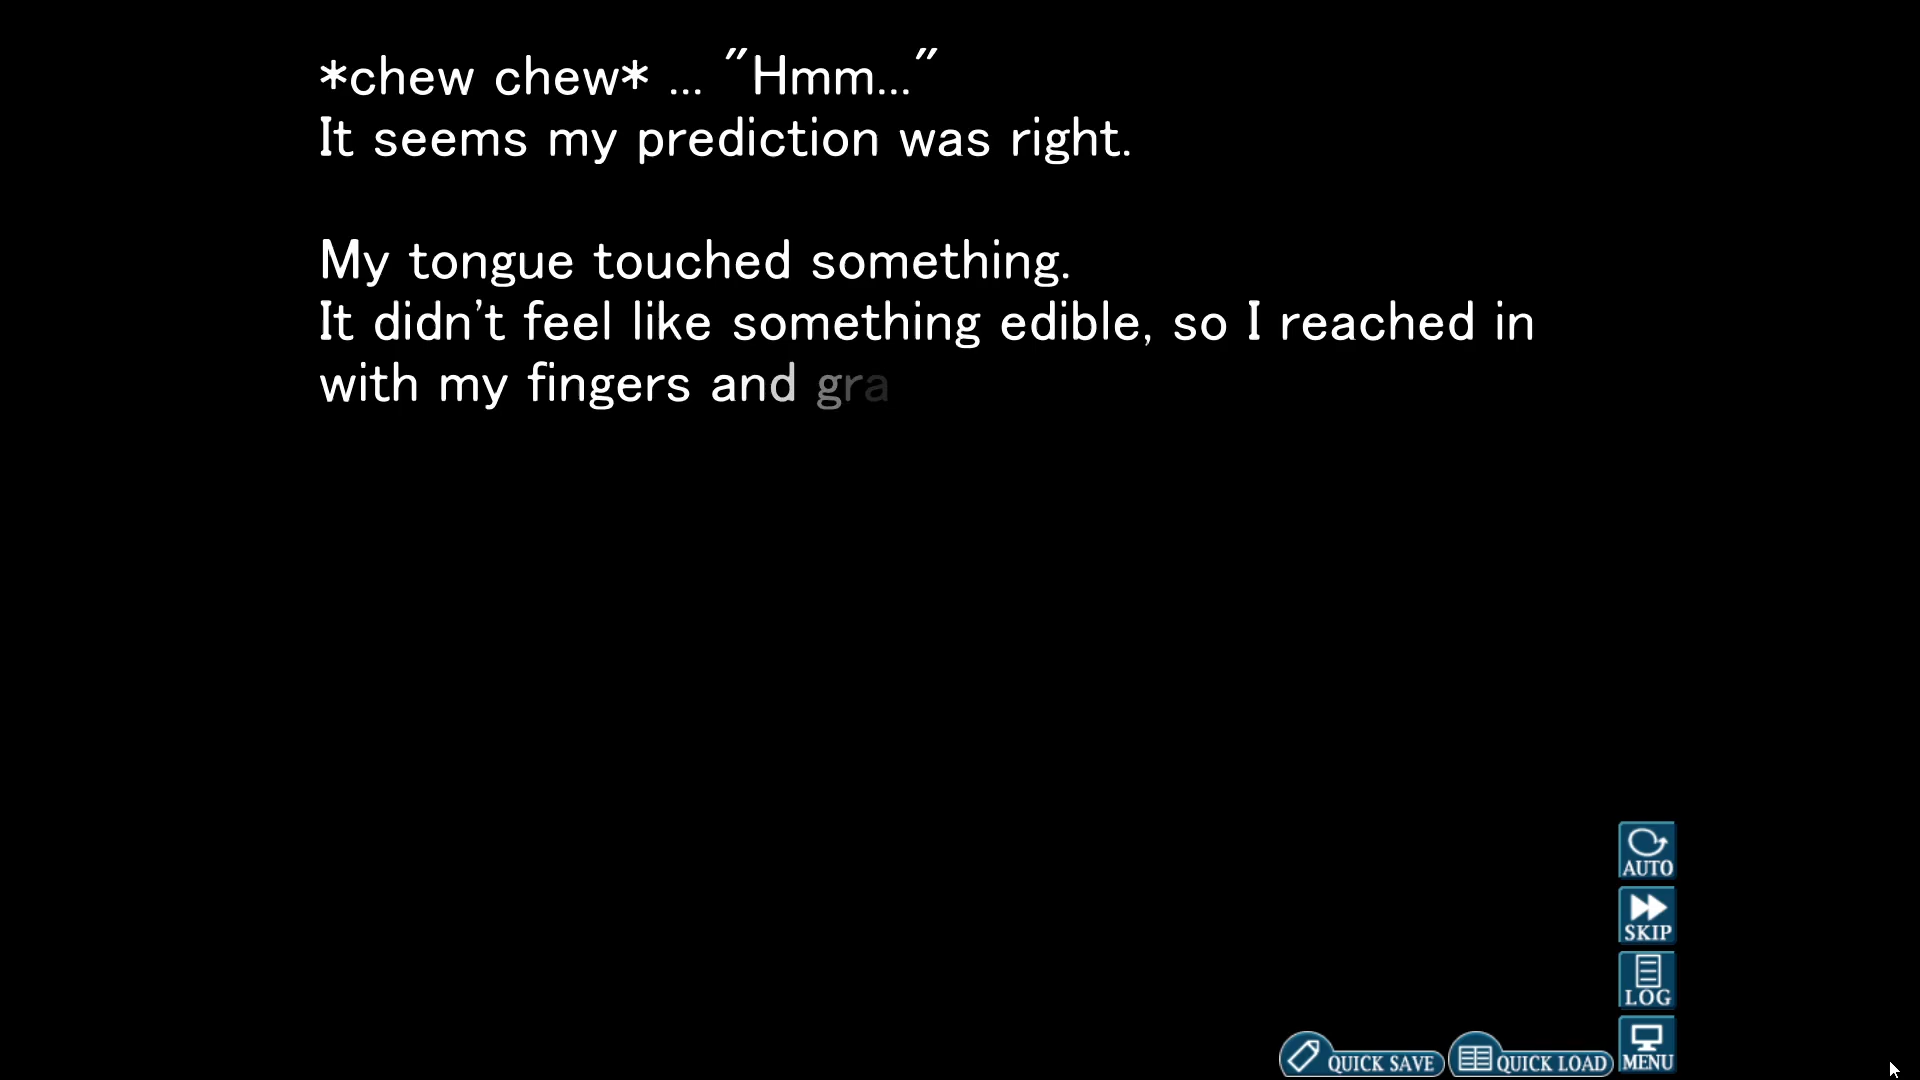 *chew chew* ... "Hmm..."
It seems my prediction was right.
My tongue touched something.
It didn't feel like something edible, so I reached in
with my fingers and gra
AUTO
SKIP
LOG
MENU
QUICK SAVE
QUICK LOAD